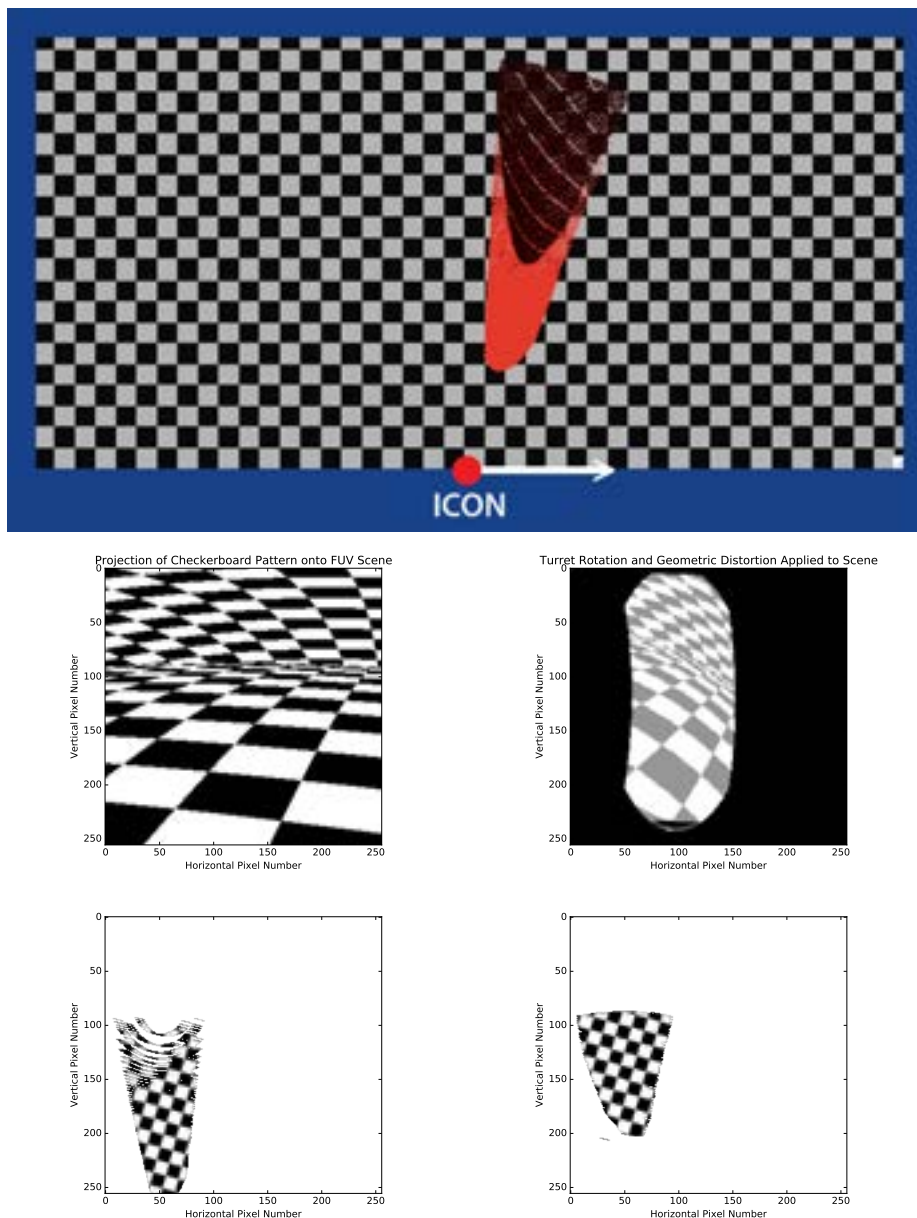 ICON
Projection of Checkerboard Pattern onto FUV Scene
0
50
100
150
200
250
Vertical Pixel Number
0 50 100 150 200 250
Horizontal Pixel Number
Turret Rotation and Geometric Distortion Applied to Scene
0
50
100
150
200
250
Vertical Pixel Number
0 50 100 150 200 250
Horizontal Pixel Number
0
50
100
150
200
250
Vertical Pixel Number
0 50 100 150 200 250
Horizontal Pixel Number
0
50
100
150
200
250
Vertical Pixel Number
0 50 100 150 200 250
Horizontal Pixel Number